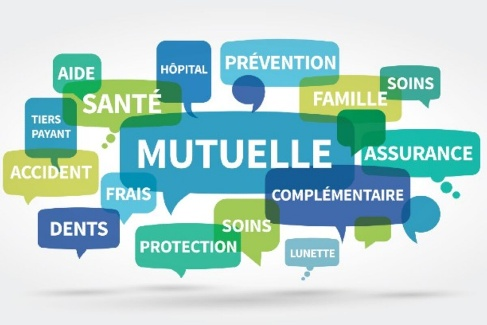 AIDE
HÔPITAL
PRÉVENTION
SANTÉ
FAMILLE
SOINS
TIERS
PAYANT
MUTUELLE
ASSURANCE
ACCIDENT
FRAIS
COMPLÉMENTAIRE
DENTS
PROTECTION
SOINS
LUNETTE